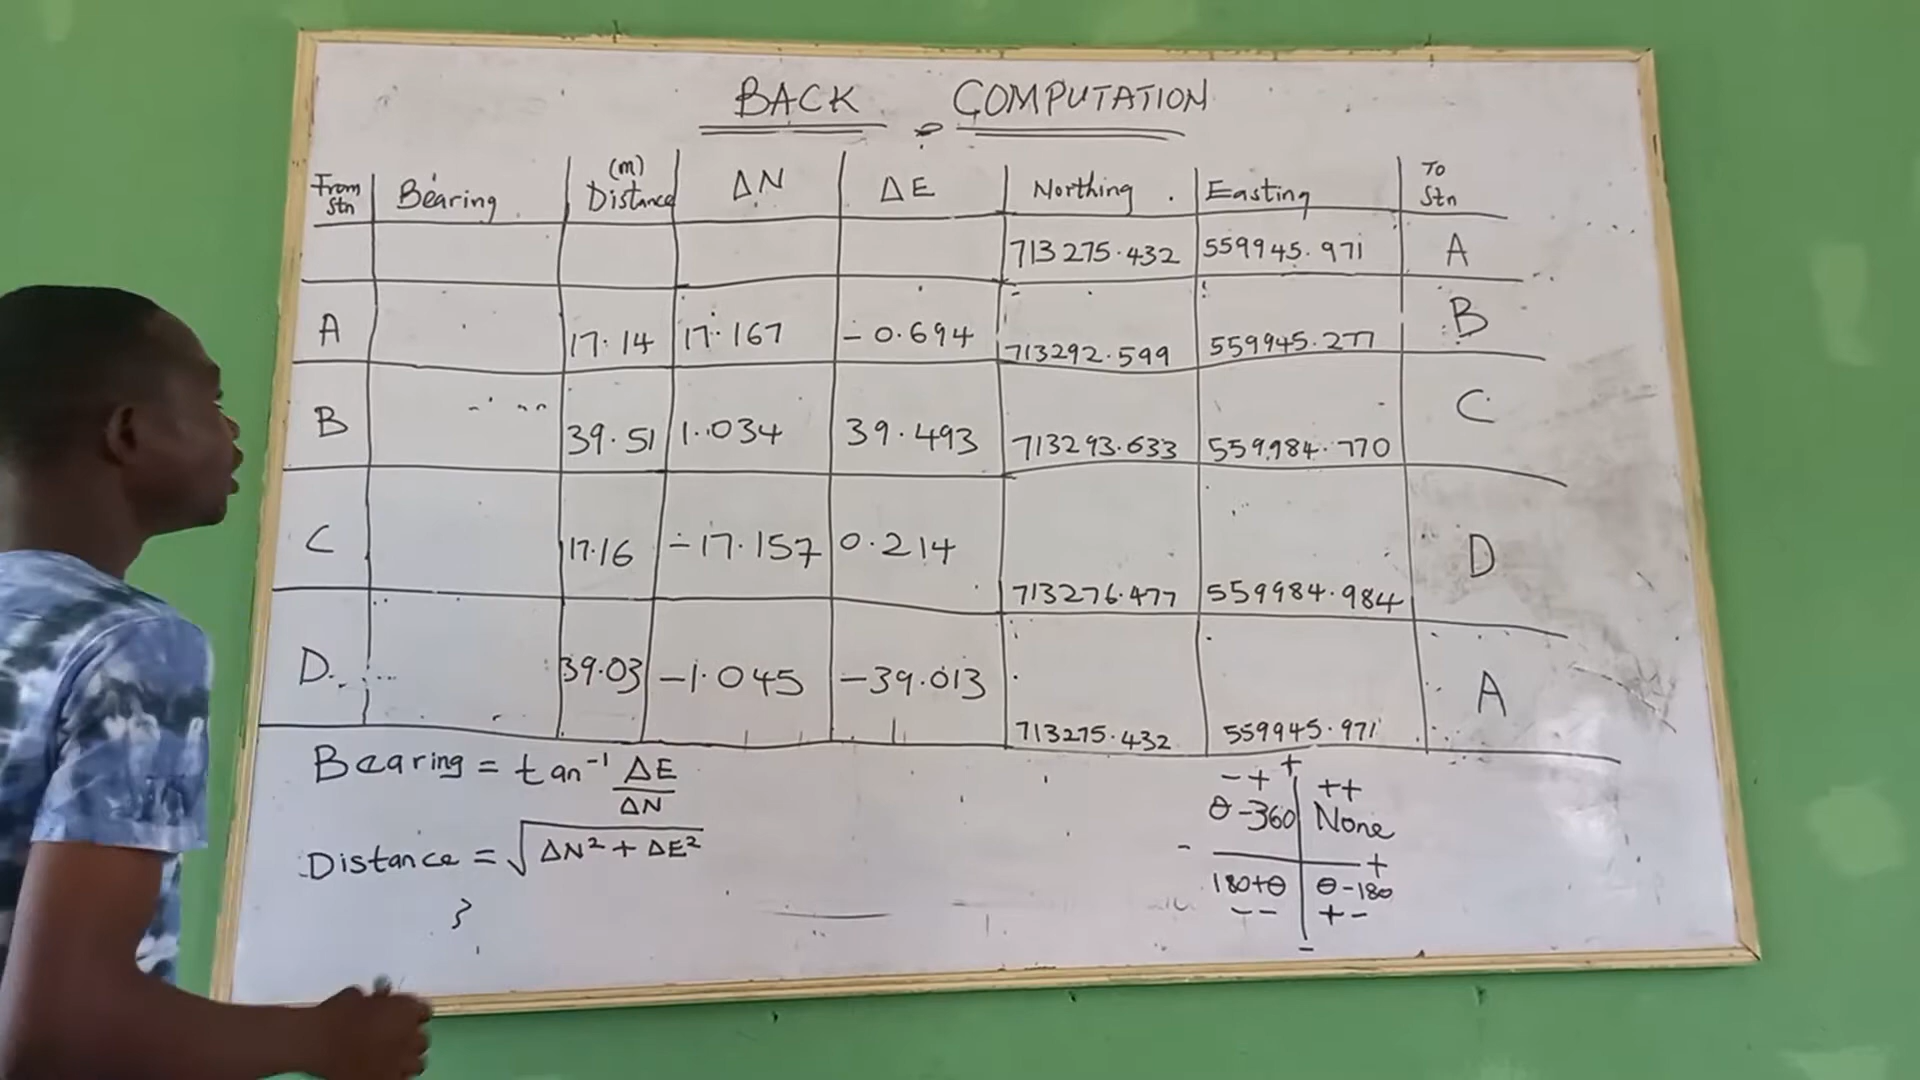 BACK COMPUTATION
From Stn Bearing (m) Distance ΔN ΔE Northing Easting To Stn
713275.432 559945.971 A
A 17.14 17.167 -0.694 713292.599 559945.277 B
B 39.51 1.034 39.493 713293.633 559984.770 C
C 17.16 -17.157 0.214 713276.477 559984.984 D
D 39.03 -1.045 -39.013 713275.432 559945.971 A
Bearing = tan⁻¹ ΔE/ΔN
Distance = √ΔN² + ΔE²
+
- + ++
θ-360 None
- +
180+θ θ-180
- - + -
-